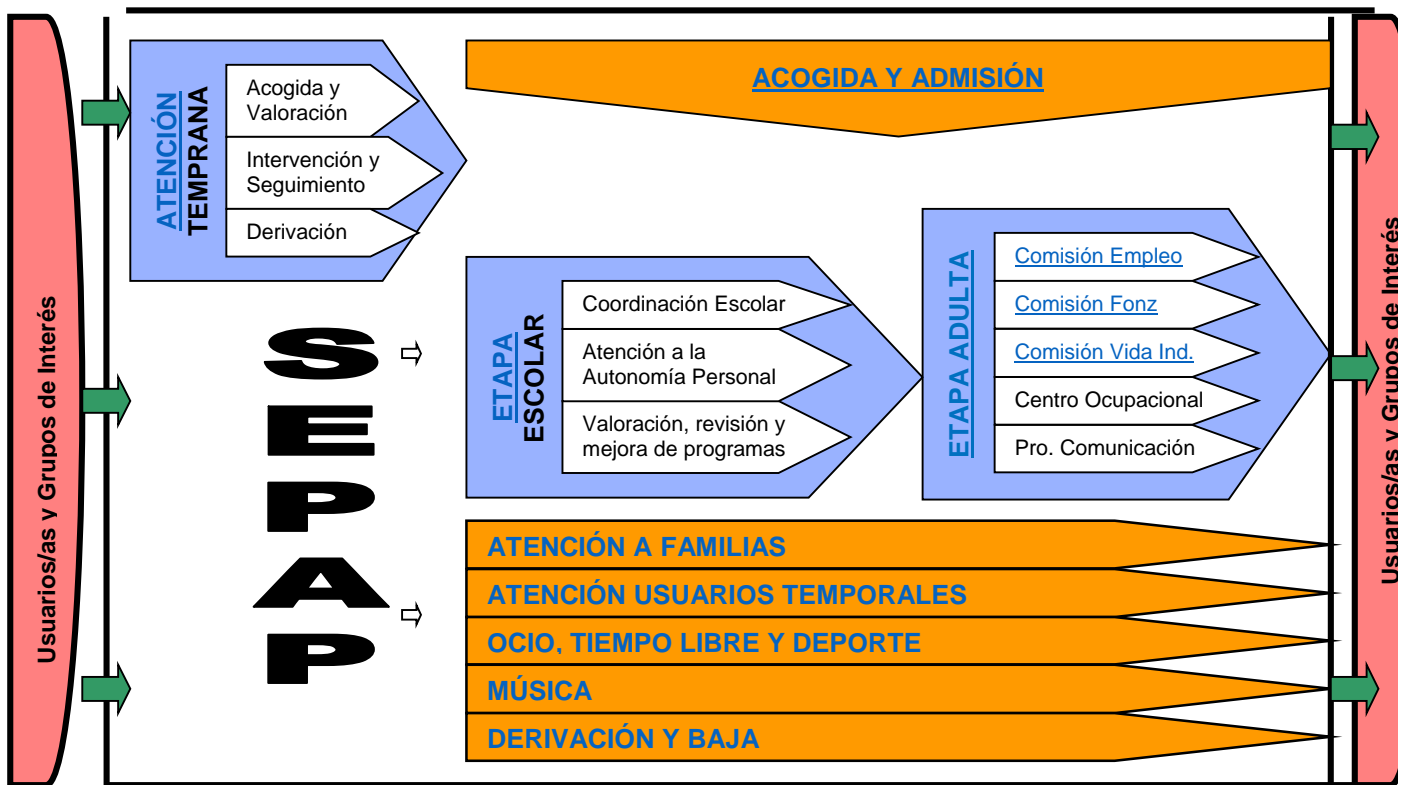 Usuarios/as y Grupos de Interés
ATENCIÓN
TEMPRANA
Acogida y
Valoración
Intervención y
Seguimiento
Derivación
ACOGIDA Y ADMISIÓN
SEPAP
ETAPA
ESCOLAR
Coordinación Escolar
Atención a la
Autonomía Personal
Valoración, revisión y
mejora de programas
ETAPA ADULTA
Comisión Empleo
Comisión Fonz
Comisión Vida Ind.
Centro Ocupacional
Pro. Comunicación
ATENCIÓN A FAMILIAS
ATENCIÓN USUARIOS TEMPORALES
OCIO, TIEMPO LIBRE Y DEPORTE
MÚSICA
DERIVACIÓN Y BAJA
Usuarios/as y Grupos de Interés